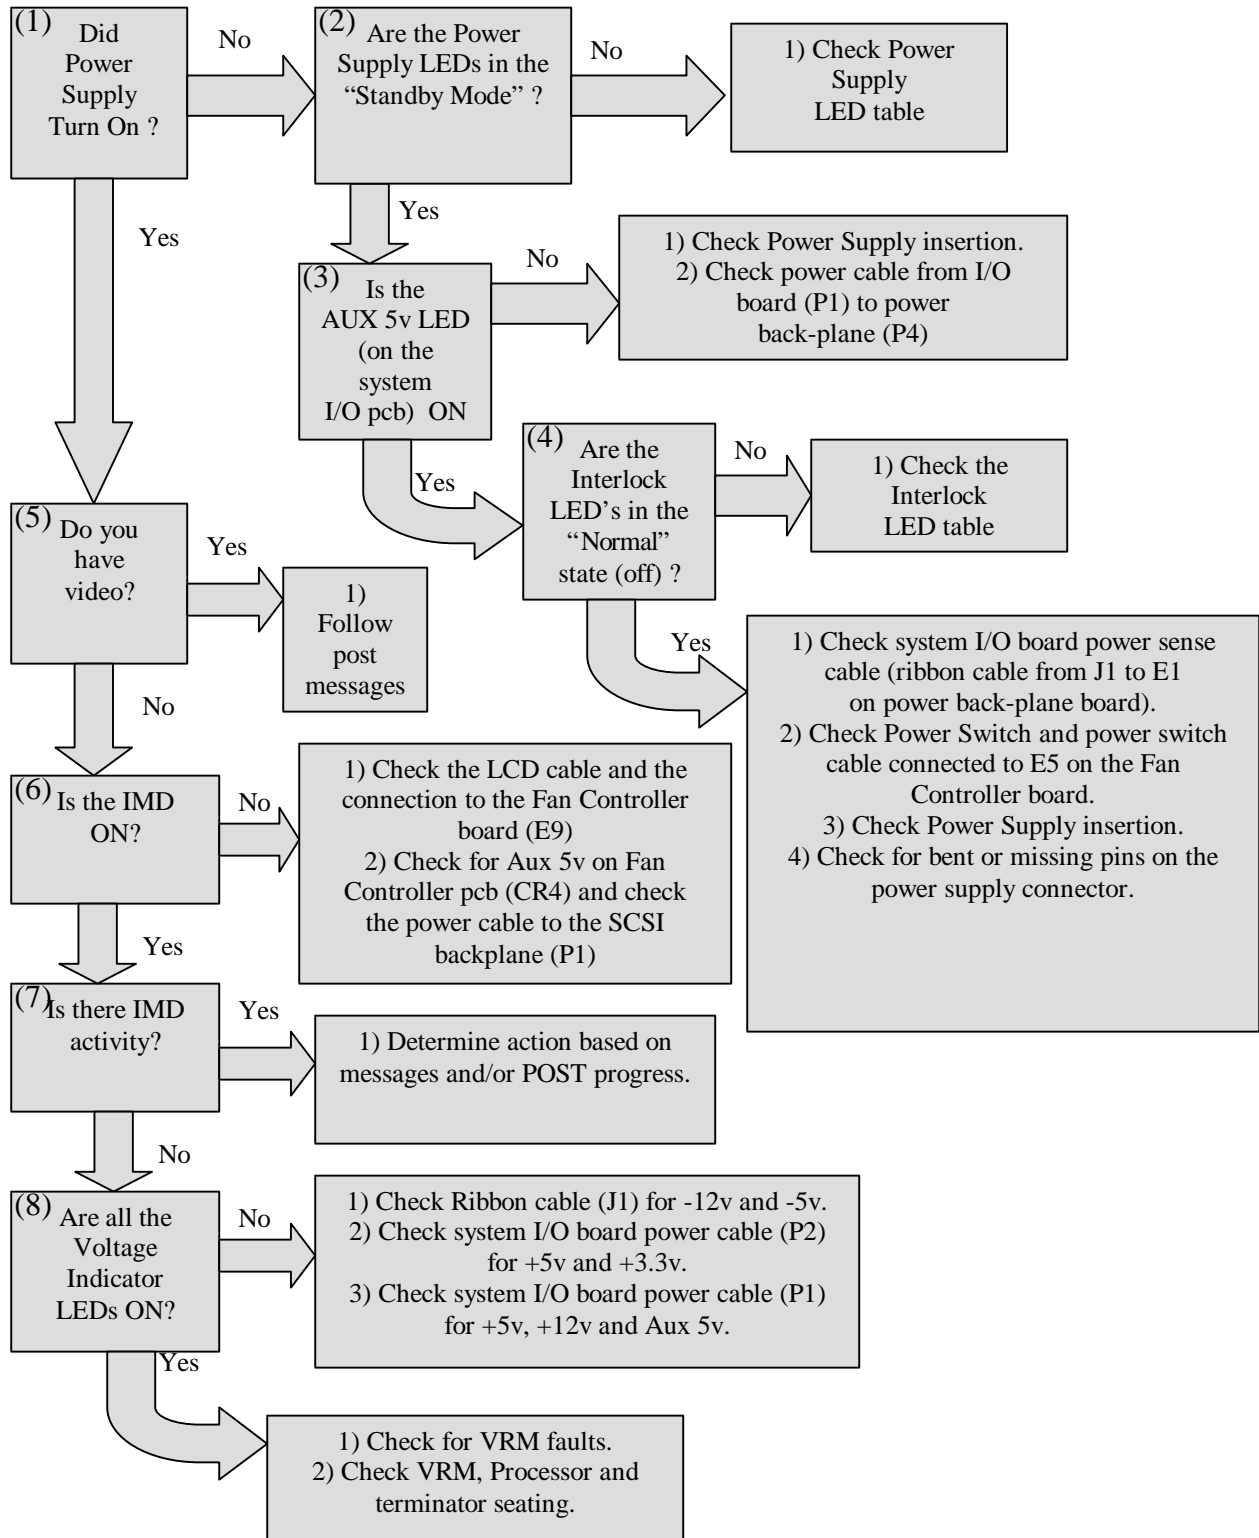 (1)
Did
Power
Supply
Turn On ?
No
(2)
Are the Power
Supply LEDs in the
“Standby Mode” ?
No
1) Check Power
Supply
LED table
Yes
Yes
(3)
Is the
AUX 5v LED
(on the
system
I/O pcb) ON
No
1) Check Power Supply insertion.
2) Check power cable from I/O
board (P1) to power
back-plane (P4)
Yes
(4)
Are the
Interlock
LED’s in the
“Normal”
state (off) ?
No
1) Check the
Interlock
LED table
Yes
1) Check system I/O board power sense
cable (ribbon cable from J1 to E1
on power back-plane board).
2) Check Power Switch and power switch
cable connected to E5 on the Fan
Controller board.
3) Check Power Supply insertion.
4) Check for bent or missing pins on the
power supply connector.
(5)
Do you
have
video?
Yes
1)
Follow
post
messages
No
(6)
Is the IMD
ON?
No
1) Check the LCD cable and the
connection to the Fan Controller
board (E9)
2) Check for Aux 5v on Fan
Controller pcb (CR4) and check
the power cable to the SCSI
backplane (P1)
Yes
(7)
Is there IMD
activity?
Yes
1) Determine action based on
messages and/or POST progress.
No
(8)
Are all the
Voltage
Indicator
LEDs ON?
No
1) Check Ribbon cable (J1) for -12v and -5v.
2) Check system I/O board power cable (P2)
for +5v and +3.3v.
3) Check system I/O board power cable (P1)
for +5v, +12v and Aux 5v.
Yes
1) Check for VRM faults.
2) Check VRM, Processor and
terminator seating.